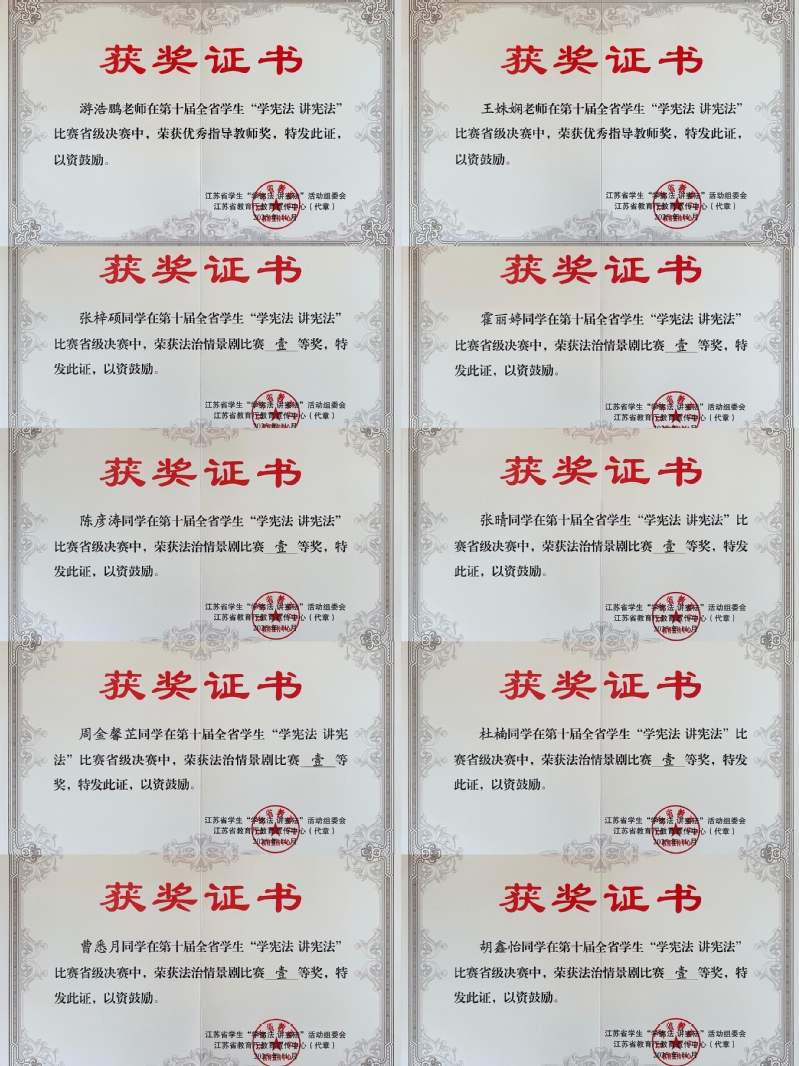 获奖证书
游浩鹏老师在第十届全省学生“学宪法 讲宪法”
比赛省级决赛中，荣获优秀指导教师奖，特发此证，
以资鼓励。
江苏省学生“学宪法 讲宪法”活动组委会
江苏省教育厅教育宣传中心（代章）
获奖证书
王姝娴老师在第十届全省学生“学宪法 讲宪法”
比赛省级决赛中，荣获优秀指导教师奖，特发此证，
以资鼓励。
江苏省学生“学宪法 讲宪法”活动组委会
江苏省教育厅教育宣传中心（代章）
获奖证书
张梓硕同学在第十届全省学生“学宪法 讲宪法”
比赛省级决赛中，荣获法治情景剧比赛 壹 等奖，特
发此证，以资鼓励。
江苏省学生“学宪法 讲宪法”活动组委会
江苏省教育厅教育宣传中心（代章）
获奖证书
霍丽婷同学在第十届全省学生“学宪法 讲宪法”
比赛省级决赛中，荣获法治情景剧比赛 壹 等奖，特
发此证，以资鼓励。
江苏省学生“学宪法 讲宪法”活动组委会
江苏省教育厅教育宣传中心（代章）
获奖证书
陈彦涛同学在第十届全省学生“学宪法 讲宪法”
比赛省级决赛中，荣获法治情景剧比赛 壹 等奖，特
发此证，以资鼓励。
江苏省学生“学宪法 讲宪法”活动组委会
江苏省教育厅教育宣传中心（代章）
获奖证书
张晴同学在第十届全省学生“学宪法 讲宪法”比
赛省级决赛中，荣获法治情景剧比赛 壹 等奖，特发
此证，以资鼓励。
江苏省学生“学宪法 讲宪法”活动组委会
江苏省教育厅教育宣传中心（代章）
获奖证书
周金馨芷同学在第十届全省学生“学宪法 讲宪
法”比赛省级决赛中，荣获法治情景剧比赛 壹 等
奖，特发此证，以资鼓励。
江苏省学生“学宪法 讲宪法”活动组委会
江苏省教育厅教育宣传中心（代章）
获奖证书
杜楠同学在第十届全省学生“学宪法 讲宪法”比
赛省级决赛中，荣获法治情景剧比赛 壹 等奖，特发
此证，以资鼓励。
江苏省学生“学宪法 讲宪法”活动组委会
江苏省教育厅教育宣传中心（代章）
获奖证书
曹悉月同学在第十届全省学生“学宪法 讲宪法”
比赛省级决赛中，荣获法治情景剧比赛 壹 等奖，特
发此证，以资鼓励。
江苏省学生“学宪法 讲宪法”活动组委会
江苏省教育厅教育宣传中心（代章）
获奖证书
胡鑫怡同学在第十届全省学生“学宪法 讲宪法”
比赛省级决赛中，荣获法治情景剧比赛 壹 等奖，特
发此证，以资鼓励。
江苏省学生“学宪法 讲宪法”活动组委会
江苏省教育厅教育宣传中心（代章）